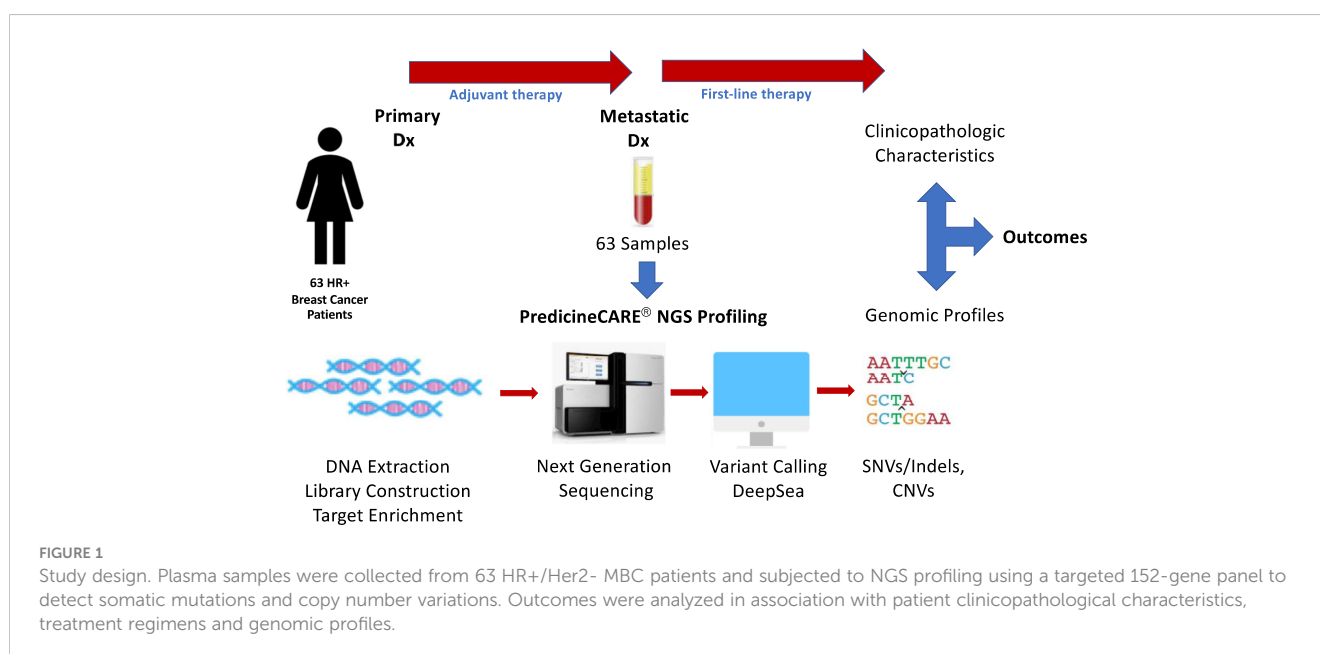 Adjuvant therapy
First-line therapy
Primary
Dx
Metastatic
Dx
Clinicopathologic
Characteristics
63 Samples
Outcomes
63 HR+
Breast Cancer
Patients
PredicineCARE® NGS Profiling
Genomic Profiles
AATTTGC
AATC
GCTA
GCTGGAA
DNA Extraction
Library Construction
Target Enrichment
Next Generation
Sequencing
Variant Calling
DeepSea
SNVs/Indels,
CNVs
FIGURE 1
Study design. Plasma samples were collected from 63 HR+/Her2- MBC patients and subjected to NGS profiling using a targeted 152-gene panel to
detect somatic mutations and copy number variations. Outcomes were analyzed in association with patient clinicopathological characteristics,
treatment regimens and genomic profiles.